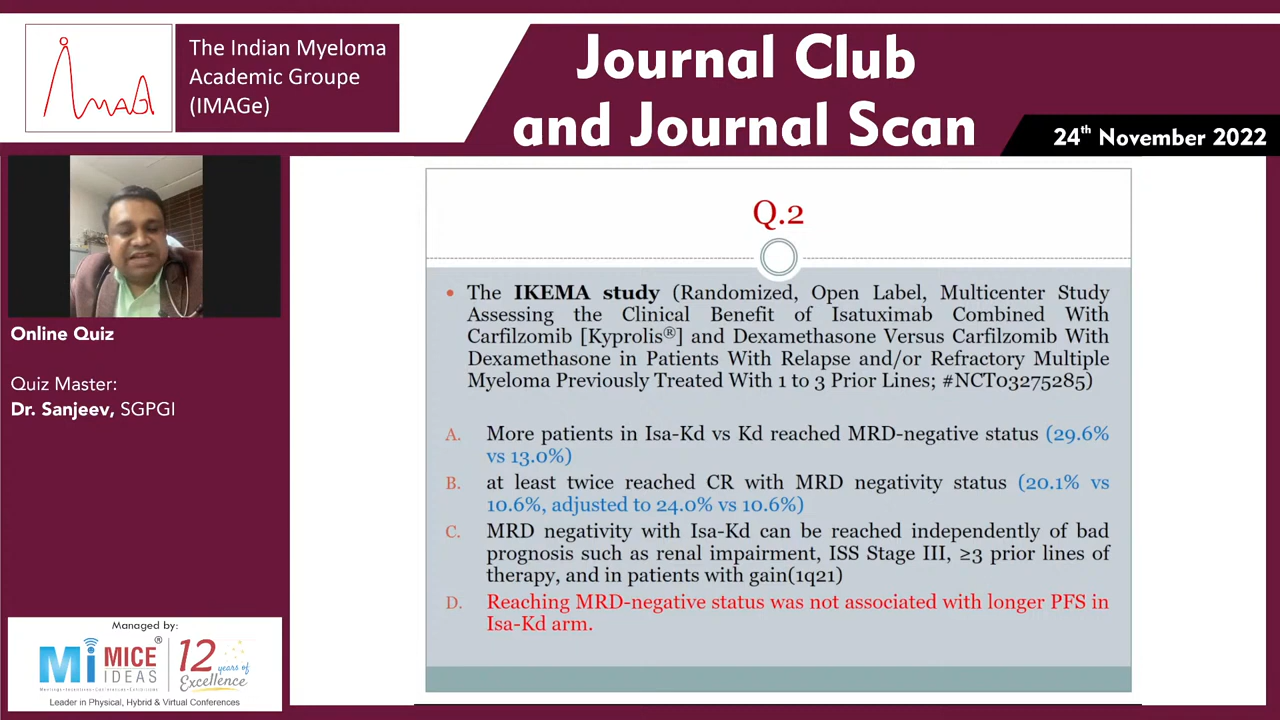 The Indian Myeloma
Academic Groupe
(IMAGe)
ImAGe
Journal Club
and Journal Scan
24th November 2022
Online Quiz
Quiz Master:
Dr. Sanjeev, SGPGI
Q.2
• The IKEMA study (Randomized, Open Label, Multicenter Study
Assessing the Clinical Benefit of Isatuximab Combined With
Carfilzomib [Kyprolis®] and Dexamethasone Versus Carfilzomib With
Dexamethasone in Patients With Relapse and/or Refractory Multiple
Myeloma Previously Treated With 1 to 3 Prior Lines; #NCT03275285)
A. More patients in Isa-Kd vs Kd reached MRD-negative status (29.6%
vs 13.0%)
B. at least twice reached CR with MRD negativity status (20.1% vs
10.6%, adjusted to 24.0% vs 10.6%)
C. MRD negativity with Isa-Kd can be reached independently of bad
prognosis such as renal impairment, ISS Stage III, ≥3 prior lines of
therapy, and in patients with gain(1q21)
D. Reaching MRD-negative status was not associated with longer PFS in
Isa-Kd arm.
Managed by:
Mi MICE IDEAS ®
Meetings•Incentives•Conferences•Exhibitions
12 years of Excellence
Leader in Physical, Hybrid & Virtual Conferences